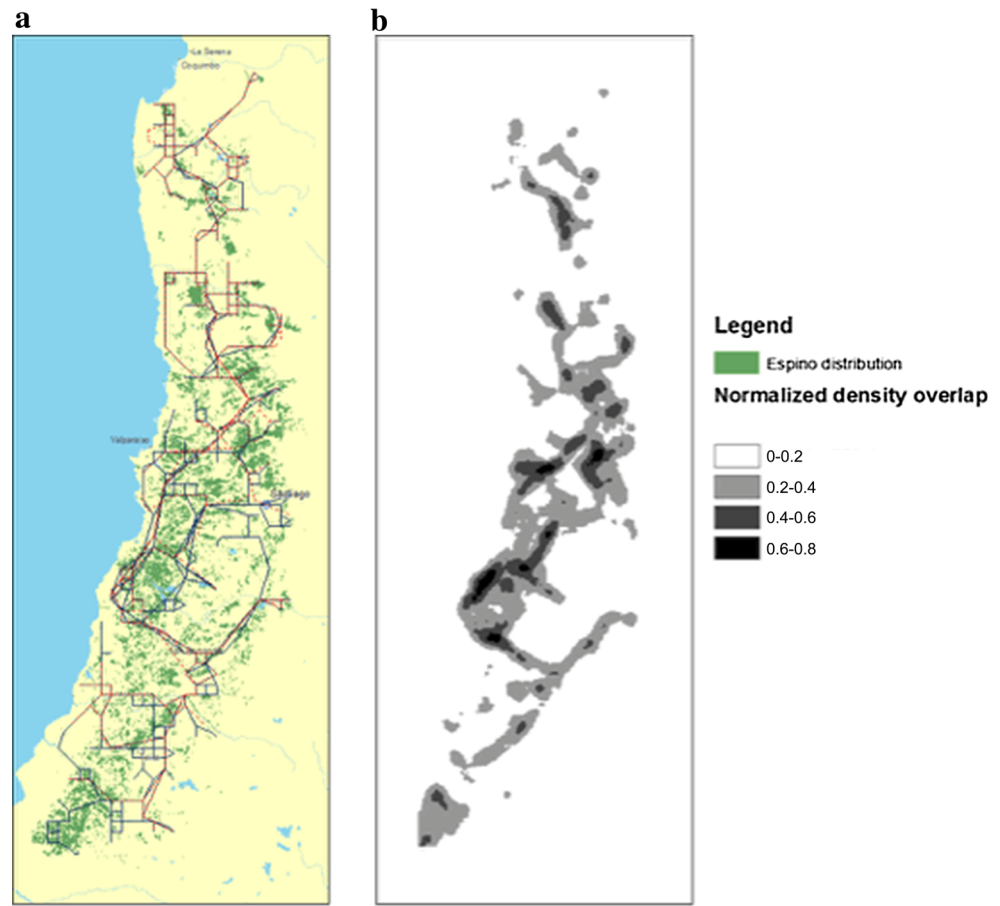 a
b
La Serena
Coquimbo
Valparaiso
Santiago
Legend
Espino distribution
Normalized density overlap
0-0.2
0.2-0.4
0.4-0.6
0.6-0.8